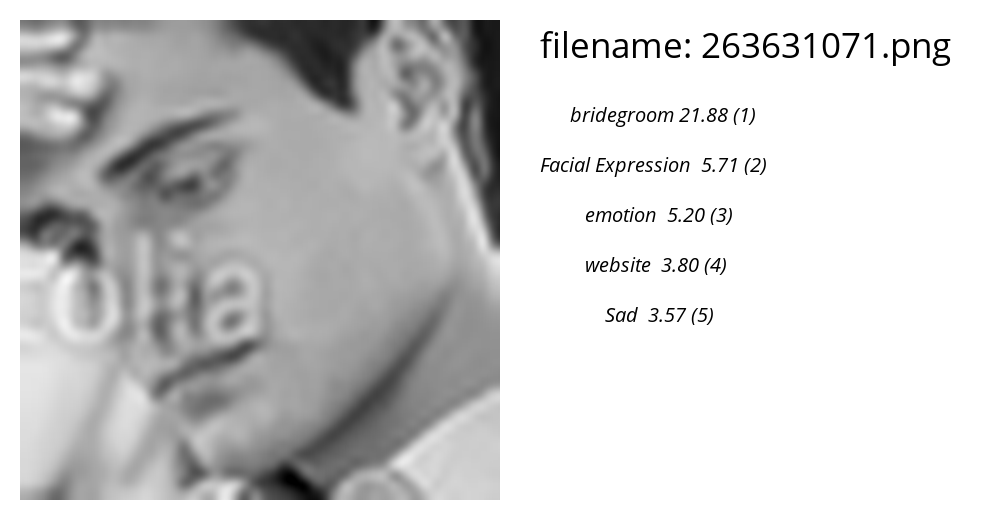 filename: 263631071.png
bridegroom 21.88 (1)
Facial Expression 5.71 (2)
emotion 5.20 (3)
website 3.80 (4)
Sad 3.57 (5)
olia